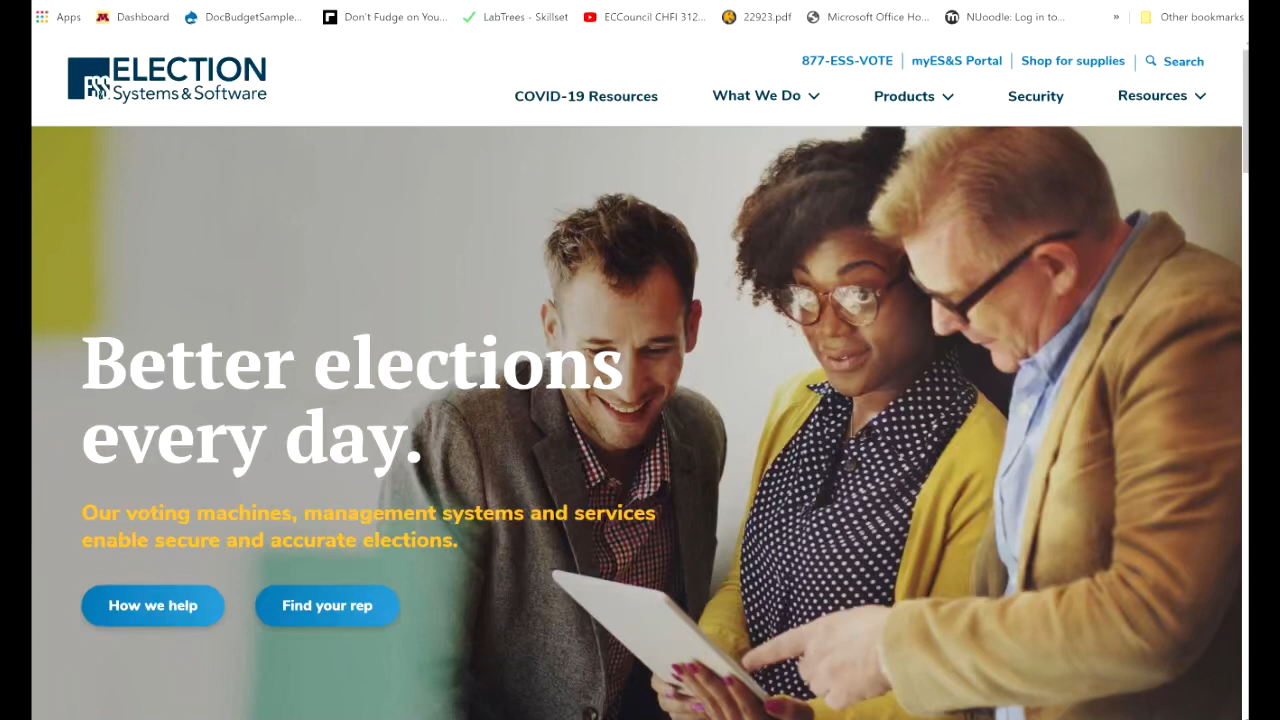 Apps Dashboard DocBudgetSample... Don't Fudge on You... LabTrees - Skillset ECCouncil CHFI 312... 22923.pdf Microsoft Office Ho... NUoodle: Log in to... » Other bookmarks
ESS ELECTION
Systems & Software
877-ESS-VOTE myES&S Portal Shop for supplies Search
COVID-19 Resources What We Do Products Security Resources
Better elections
every day.
Our voting machines, management systems and services
enable secure and accurate elections.
How we help Find your rep